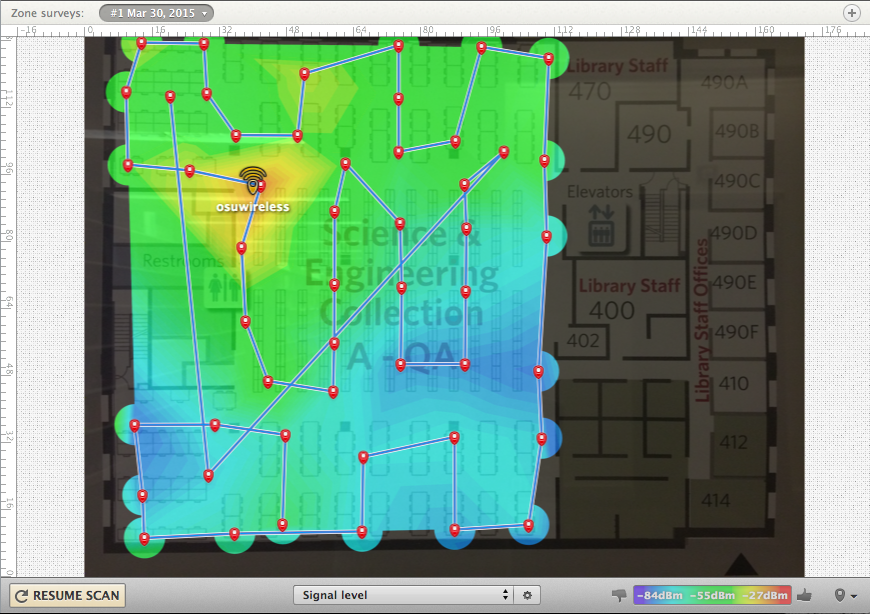 Zone surveys: #1 Mar 30, 2015
-16 0 16 32 48 64 80 96 112 128 144 160 176
112
96
80
64
48
32
16
0
Library Staff
470
490A
490
490B
490C
Elevators
osuwireless
490D
Science &
Engineering
Collection
A - QA
Restrooms
Library Staff
400
402
Library Staff Offices
490E
490F
410
412
414
RESUME SCAN
Signal level
-84dBm -55dBm -27dBm